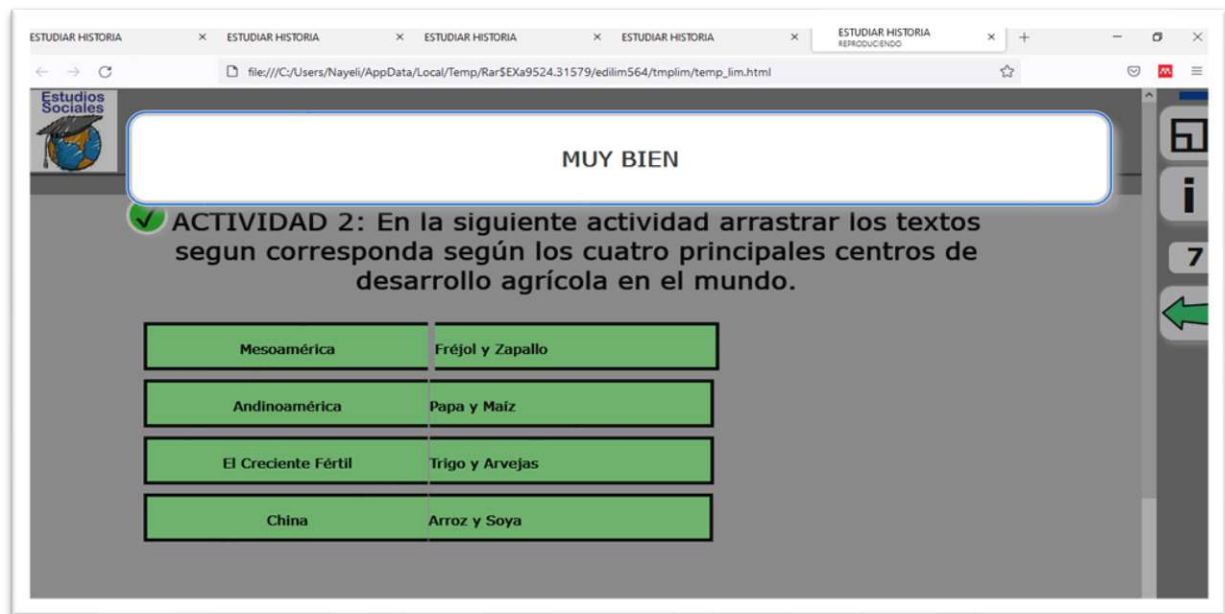 ESTUDIAR HISTORIA ESTUDIAR HISTORIA ESTUDIAR HISTORIA ESTUDIAR HISTORIA ESTUDIAR HISTORIA
REPRODUCIENDO
file:///C:/Users/Nayeli/AppData/Local/Temp/Rar$EXa9524.31579/edilim564/tmplim/temp_lim.html
Estudios
Sociales
MUY BIEN
ACTIVIDAD 2: En la siguiente actividad arrastrar los textos
segun corresponda según los cuatro principales centros de
desarrollo agrícola en el mundo.
7
Mesoamérica Fréjol y Zapallo
Andinoamérica Papa y Maíz
El Creciente Fértil Trigo y Arvejas
China Arroz y Soya